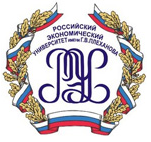 РОССИЙСКИЙ
ЭКОНОМИЧЕСКИЙ
УНИВЕРСИТЕТ ИМЕНИ Г.В.ПЛЕХАНОВА